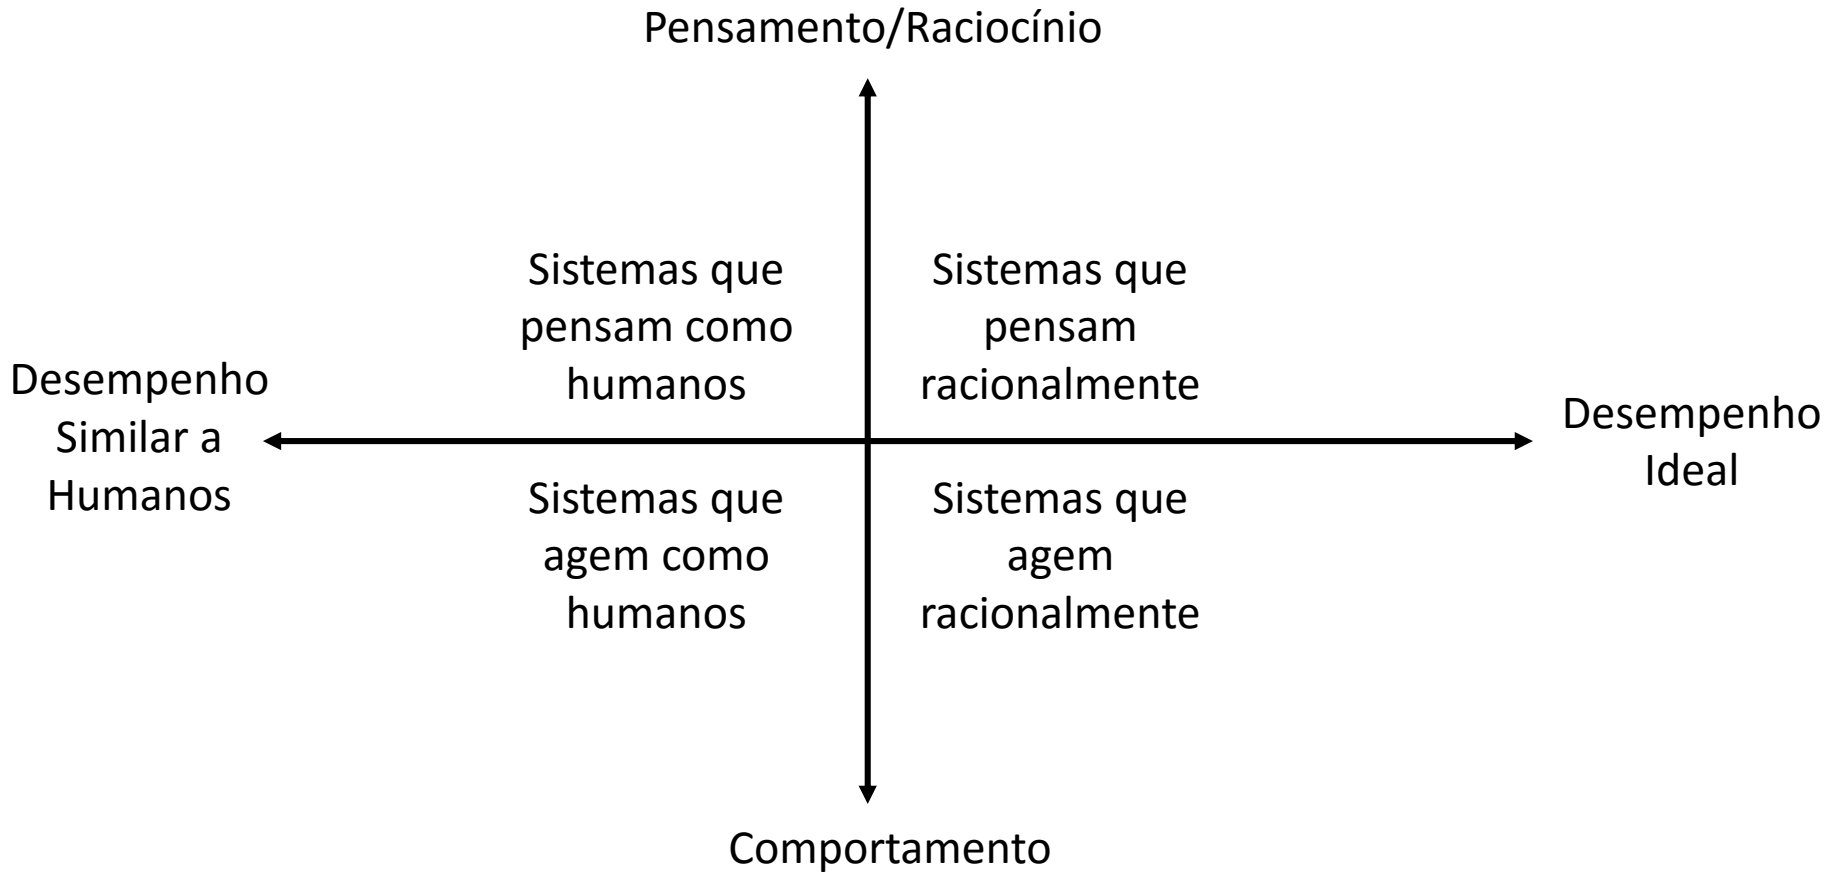 Pensamento/Raciocínio
Sistemas que
pensam como
humanos
Sistemas que
pensam
racionalmente
Desempenho
Similar a
Humanos
Desempenho
Ideal
Sistemas que
agem como
humanos
Sistemas que
agem
racionalmente
Comportamento